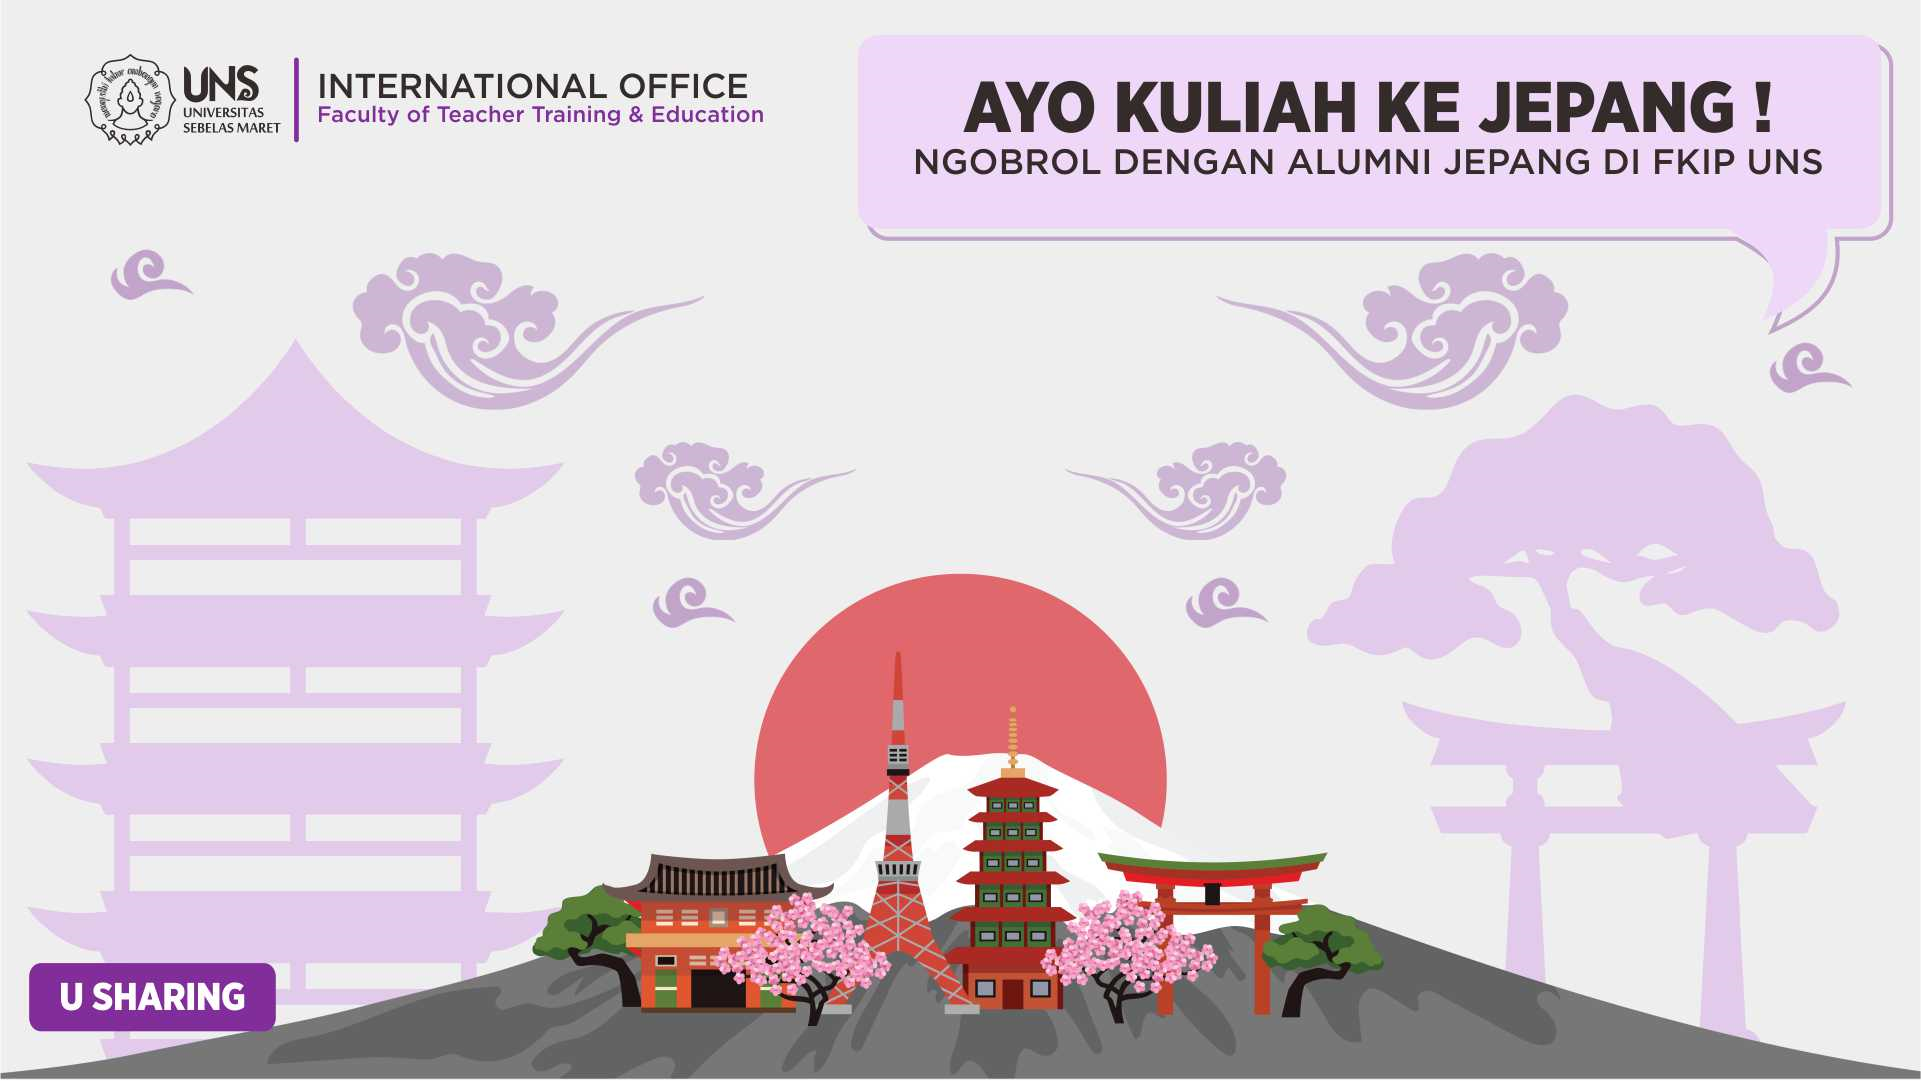 UNS
UNIVERSITAS
SEBELAS MARET
INTERNATIONAL OFFICE
Faculty of Teacher Training & Education
AYO KULIAH KE JEPANG !
NGOBROL DENGAN ALUMNI JEPANG DI FKIP UNS
U SHARING